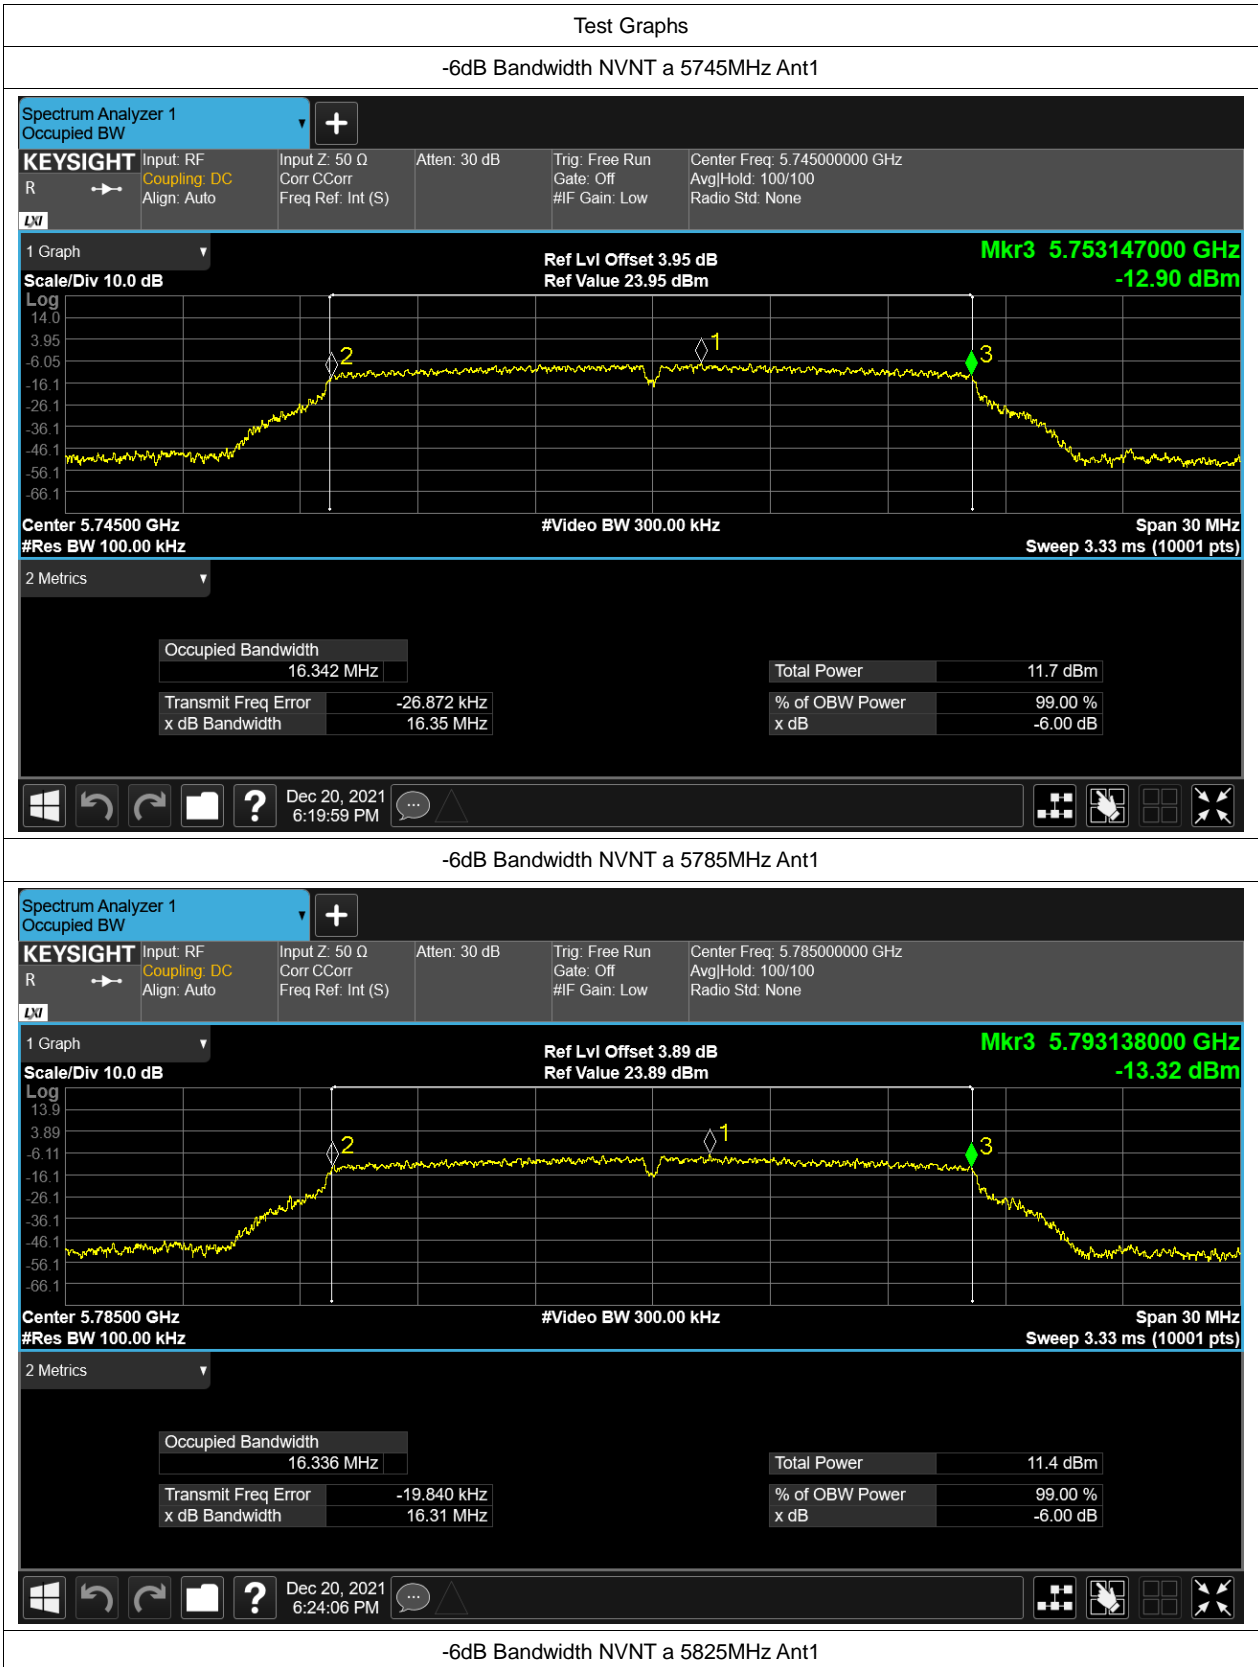 Test Graphs
-6dB Bandwidth NVNT a 5745MHz Ant1
Spectrum Analyzer 1
Occupied BW
KEYSIGHT
R
LXI
Input: RF
Coupling: DC
Align: Auto
Input Z: 50 Ω
Corr CCorr
Freq Ref: Int (S)
Atten: 30 dB
Trig: Free Run
Gate: Off
#IF Gain: Low
Center Freq: 5.745000000 GHz
Avg|Hold: 100/100
Radio Std: None
1 Graph
Scale/Div 10.0 dB
Ref Lvl Offset 3.95 dB
Ref Value 23.95 dBm
Mkr3 5.753147000 GHz
-12.90 dBm
Log
14.0
3.95
-6.05
-16.1
-26.1
-36.1
-46.1
-56.1
-66.1
2
1
3
Center 5.74500 GHz
#Video BW 300.00 kHz
Span 30 MHz
#Res BW 100.00 kHz
Sweep 3.33 ms (10001 pts)
2 Metrics
Occupied Bandwidth
16.342 MHz
Total Power 11.7 dBm
Transmit Freq Error -26.872 kHz
% of OBW Power 99.00 %
x dB Bandwidth 16.35 MHz
x dB -6.00 dB
?
Dec 20, 2021
6:19:59 PM
-6dB Bandwidth NVNT a 5785MHz Ant1
Spectrum Analyzer 1
Occupied BW
KEYSIGHT
R
LXI
Input: RF
Coupling: DC
Align: Auto
Input Z: 50 Ω
Corr CCorr
Freq Ref: Int (S)
Atten: 30 dB
Trig: Free Run
Gate: Off
#IF Gain: Low
Center Freq: 5.785000000 GHz
Avg|Hold: 100/100
Radio Std: None
1 Graph
Scale/Div 10.0 dB
Ref Lvl Offset 3.89 dB
Ref Value 23.89 dBm
Mkr3 5.793138000 GHz
-13.32 dBm
Log
13.9
3.89
-6.11
-16.1
-26.1
-36.1
-46.1
-56.1
-66.1
2
1
3
Center 5.78500 GHz
#Video BW 300.00 kHz
Span 30 MHz
#Res BW 100.00 kHz
Sweep 3.33 ms (10001 pts)
2 Metrics
Occupied Bandwidth
16.336 MHz
Total Power 11.4 dBm
Transmit Freq Error -19.840 kHz
% of OBW Power 99.00 %
x dB Bandwidth 16.31 MHz
x dB -6.00 dB
?
Dec 20, 2021
6:24:06 PM
-6dB Bandwidth NVNT a 5825MHz Ant1